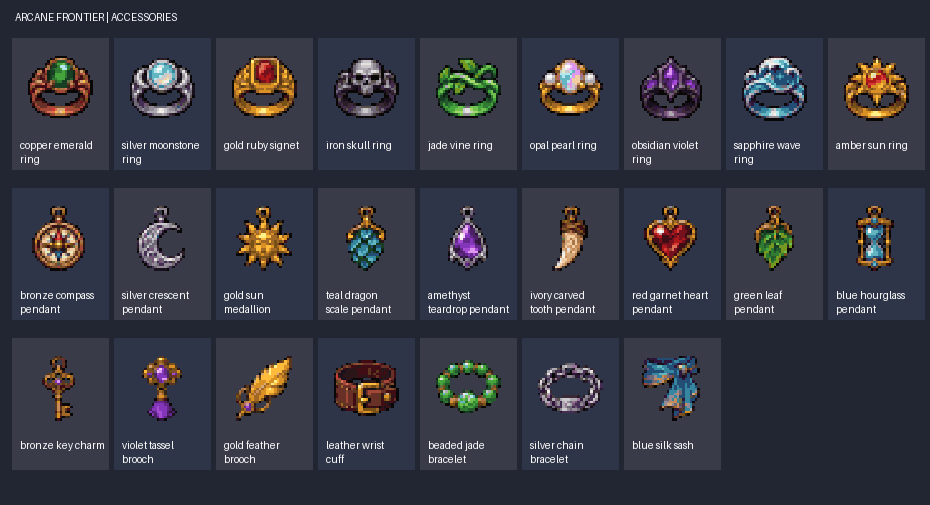 ARCANE FRONTIER | ACCESSORIES
copper emerald
ring
silver moonstone
ring
gold ruby signet
iron skull ring
jade vine ring
opal pearl ring
obsidian violet
ring
sapphire wave
ring
amber sun ring
bronze compass
pendant
silver crescent
pendant
gold sun
medallion
teal dragon
scale pendant
amethyst
teardrop pendant
ivory carved
tooth pendant
red garnet heart
pendant
green leaf
pendant
blue hourglass
pendant
bronze key charm
violet tassel
brooch
gold feather
brooch
leather wrist
cuff
beaded jade
bracelet
silver chain
bracelet
blue silk sash